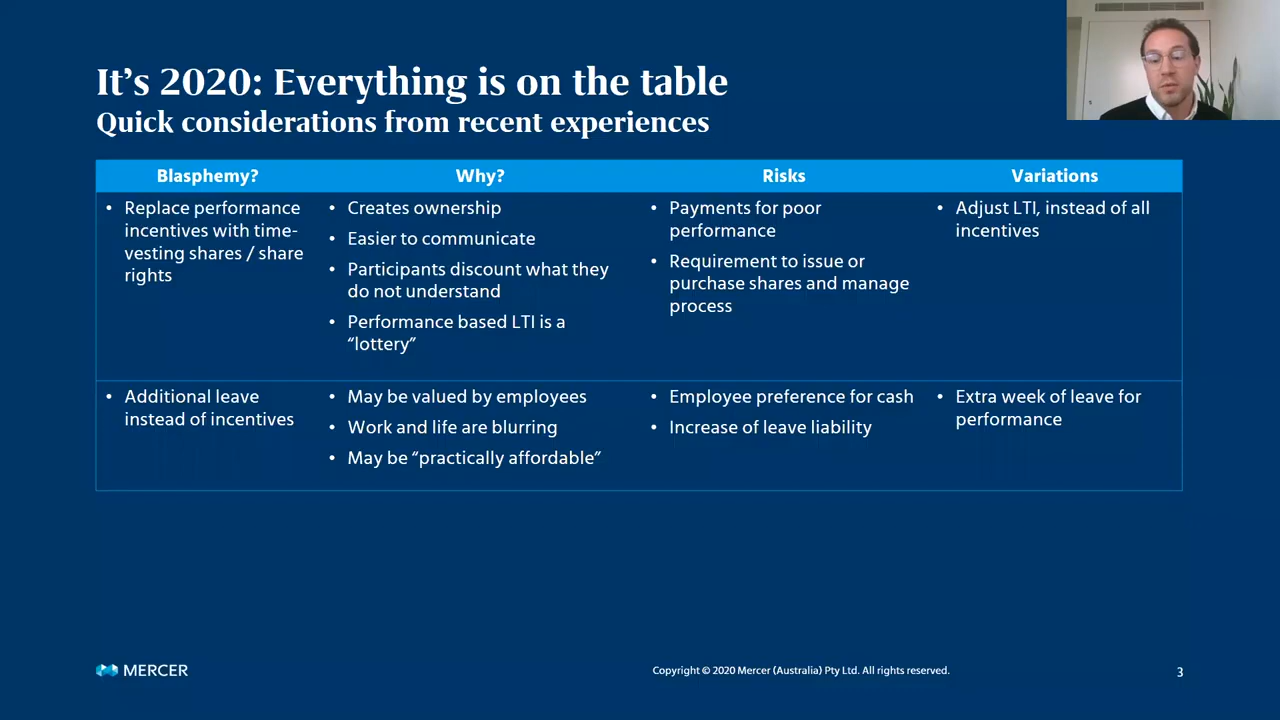 It's 2020: Everything is on the table
Quick considerations from recent experiences
Blasphemy?
Why?
Risks
Variations
• Replace performance
incentives with time-
vesting shares / share
rights
• Creates ownership
• Easier to communicate
• Participants discount what they
do not understand
• Performance based LTI is a
“lottery”
• Payments for poor
performance
• Requirement to issue or
purchase shares and manage
process
• Adjust LTI, instead of all
incentives
• Additional leave
instead of incentives
• May be valued by employees
• Work and life are blurring
• May be “practically affordable”
• Employee preference for cash
• Increase of leave liability
• Extra week of leave for
performance
MERCER
Copyright © 2020 Mercer (Australia) Pty Ltd. All rights reserved.
3